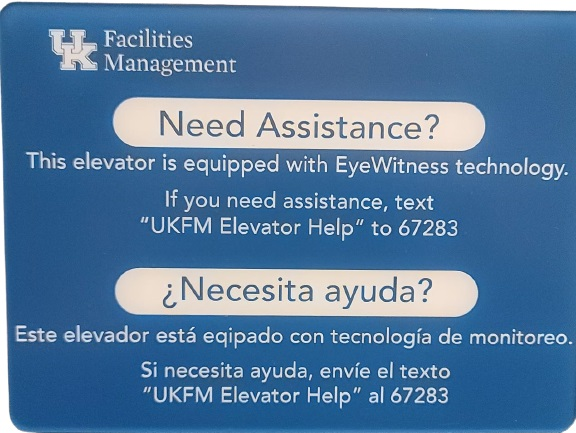 UK Facilities
Management
Need Assistance?
This elevator is equipped with EyeWitness technology.
If you need assistance, text
“UKFM Elevator Help” to 67283
¿Necesita ayuda?
Este elevador está eqipado con tecnología de monitoreo.
Si necesita ayuda, envíe el texto
“UKFM Elevator Help” al 67283